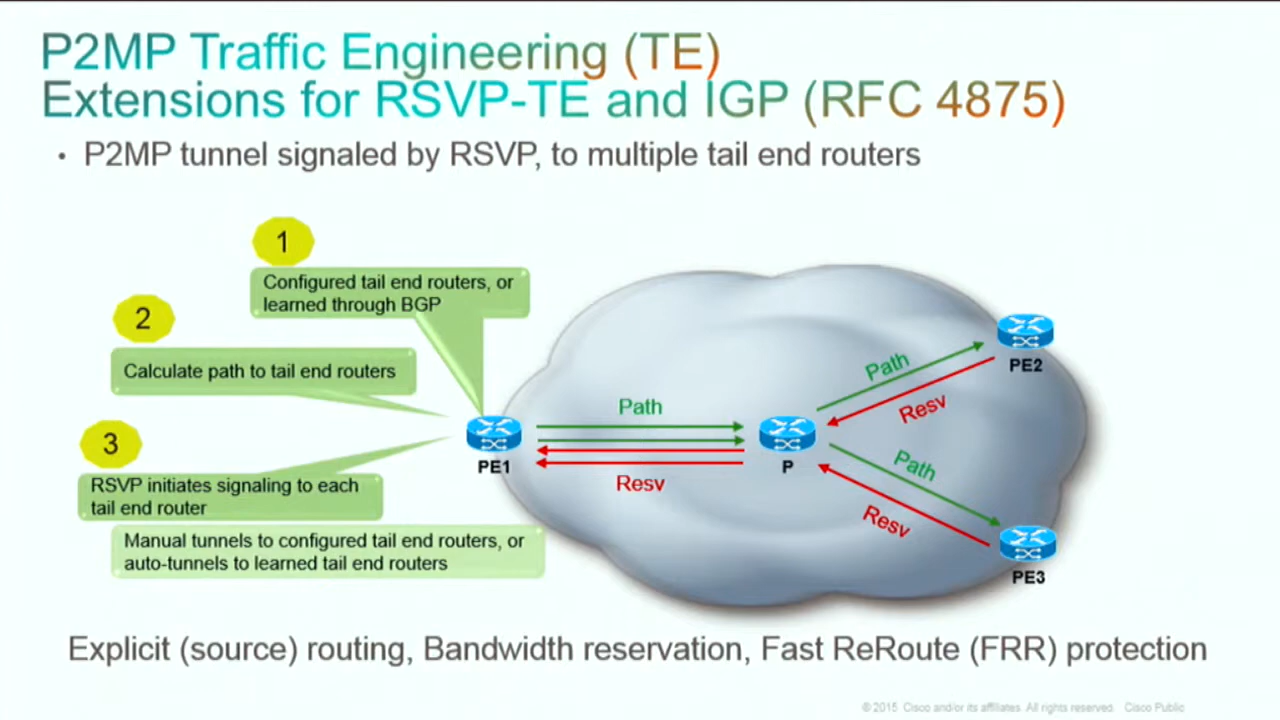 P2MP Traffic Engineering (TE)
Extensions for RSVP-TE and IGP (RFC 4875)
• P2MP tunnel signaled by RSVP, to multiple tail end routers
1
Configured tail end routers, or
learned through BGP
2
Calculate path to tail end routers
3
RSVP initiates signaling to each
tail end router
Manual tunnels to configured tail end routers, or
auto-tunnels to learned tail end routers
PE1
Path
Resv
P
Path
Resv
PE2
Path
Resv
PE3
Explicit (source) routing, Bandwidth reservation, Fast ReRoute (FRR) protection
© 2015 Cisco and/or its affiliates. All rights reserved. Cisco Public